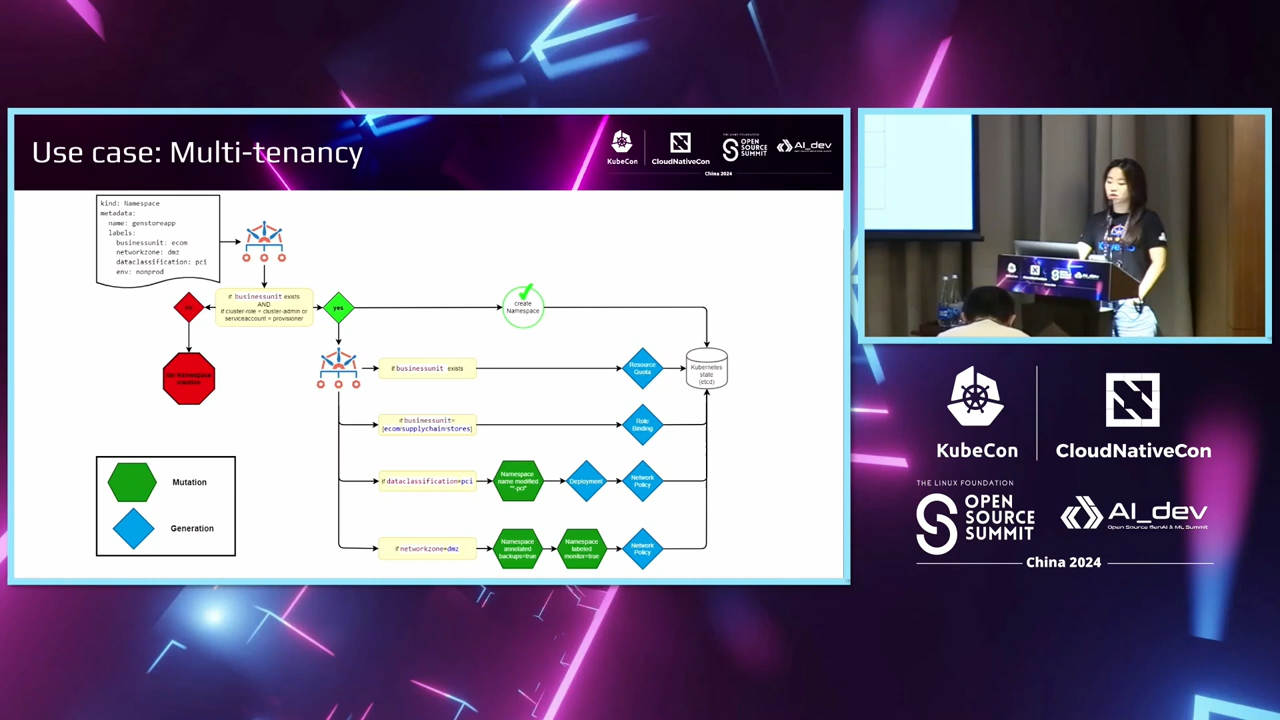 Use case: Multi-tenancy
KubeCon
CloudNativeCon
THE LINUX FOUNDATION
OPEN
SOURCE
SUMMIT
AI_dev
China 2024
kind: Namespace
metadata:
name: genstoreapp
labels:
businessunit: ecom
networkzone: dmz
dataclassification: pci
env: nonprod
if businessunit exists
AND
if cluster-role = cluster-admin or
serviceaccount = provisioner
yes
create
Namespace
if businessunit exists
Resource
Quota
Kubernetes
state
(etcd)
if businessunit=
[ecom|supplychain|stores]
Role
Binding
if dataclassification=pci
Namespace
name modified
"*-pci"
Deployment
Network
Policy
if networkzone=dmz
Namespace
annotated
backups=true
Namespace
labeled
monitor=true
Network
Policy
Mutation
Generation
KubeCon
CloudNativeCon
THE LINUX FOUNDATION
OPEN
SOURCE
SUMMIT
AI_dev
Open Source GenAI & ML Summit
China 2024